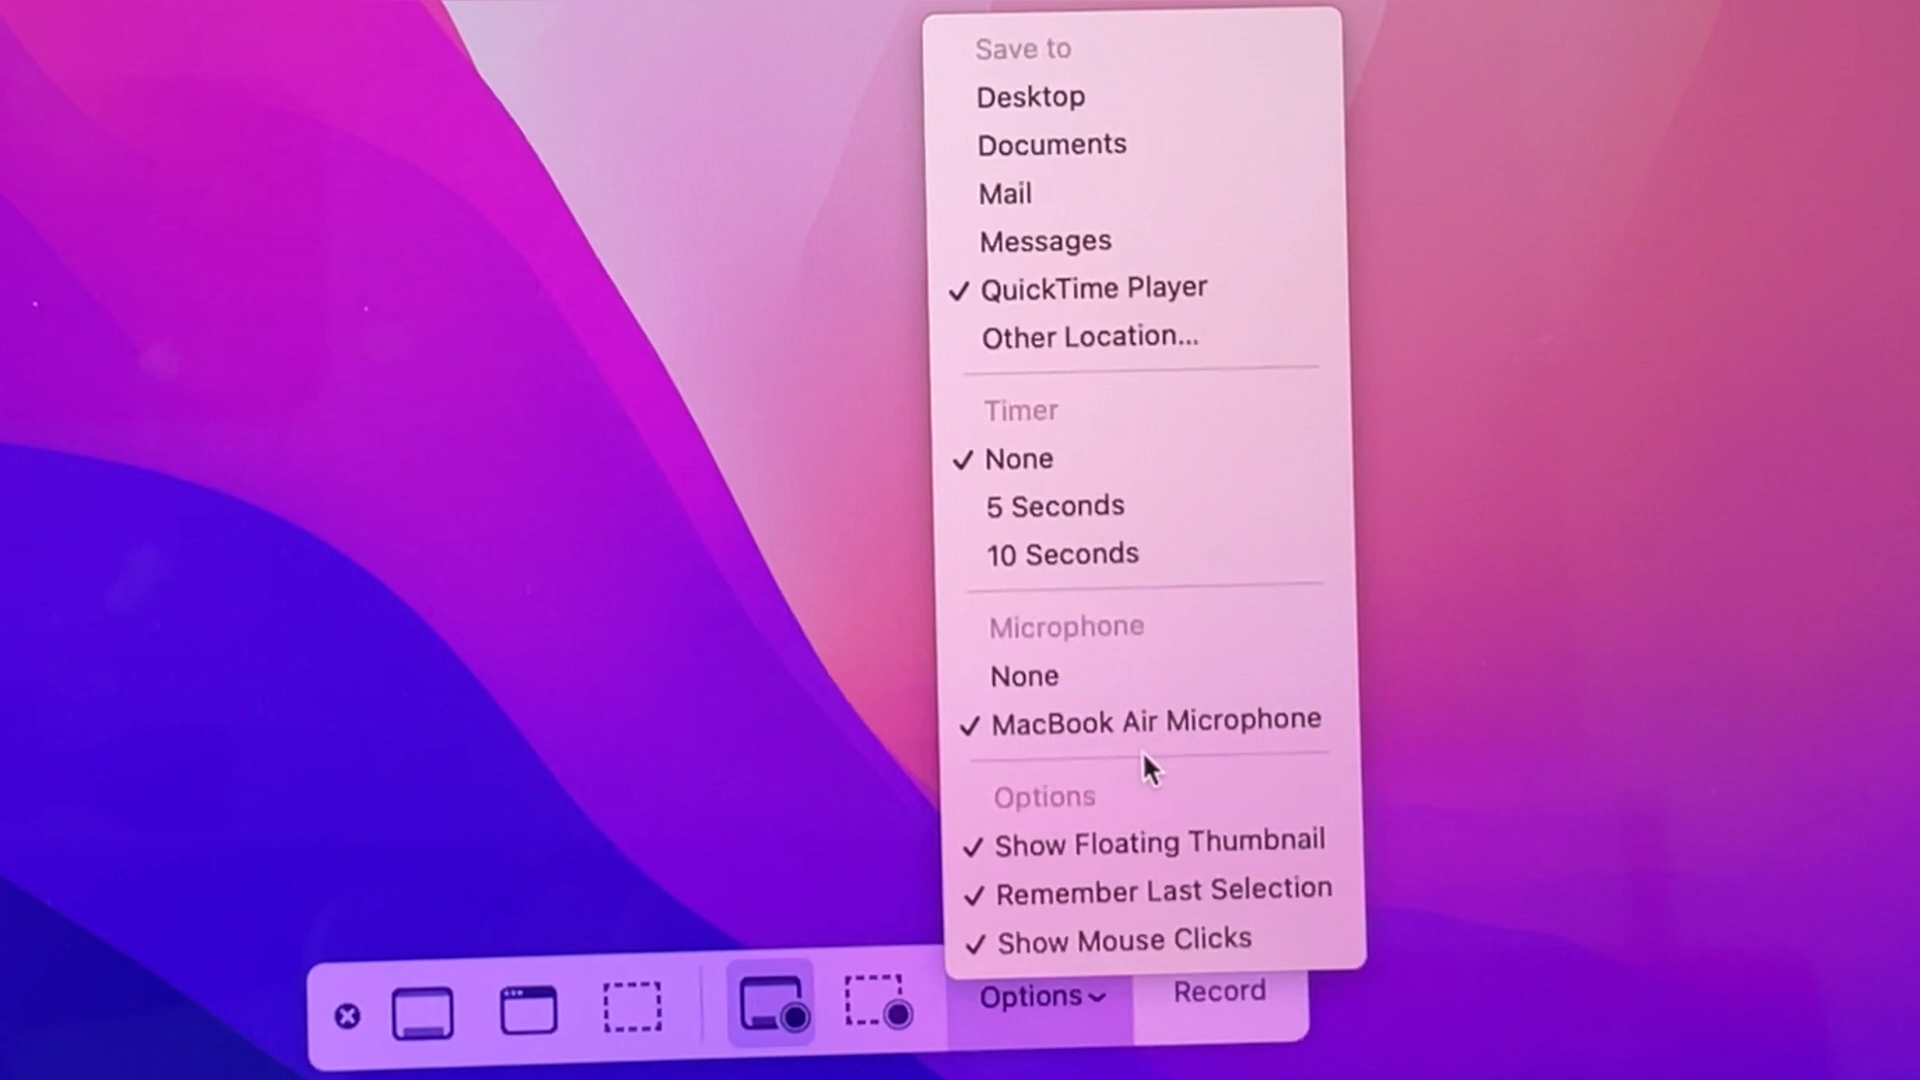 Save to
Desktop
Documents
Mail
Messages
✓ QuickTime Player
Other Location...
Timer
✓ None
5 Seconds
10 Seconds
Microphone
None
✓ MacBook Air Microphone
Options
✓ Show Floating Thumbnail
✓ Remember Last Selection
✓ Show Mouse Clicks
Options
Record